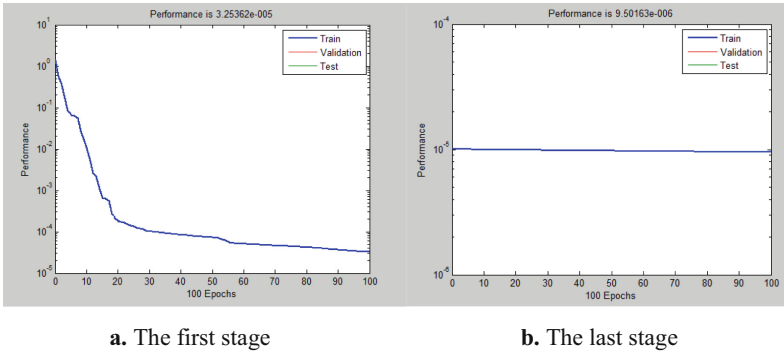 Performance is 3.25362e-005
10^1
10^0
10^-1
10^-2
10^-3
10^-4
10^-5
Performance
0 10 20 30 40 50 60 70 80 90 100
100 Epochs
Train
Validation
Test
a. The first stage
Performance is 9.50163e-006
10^-4
10^-5
10^-6
Performance
0 10 20 30 40 50 60 70 80 90 100
100 Epochs
Train
Validation
Test
b. The last stage